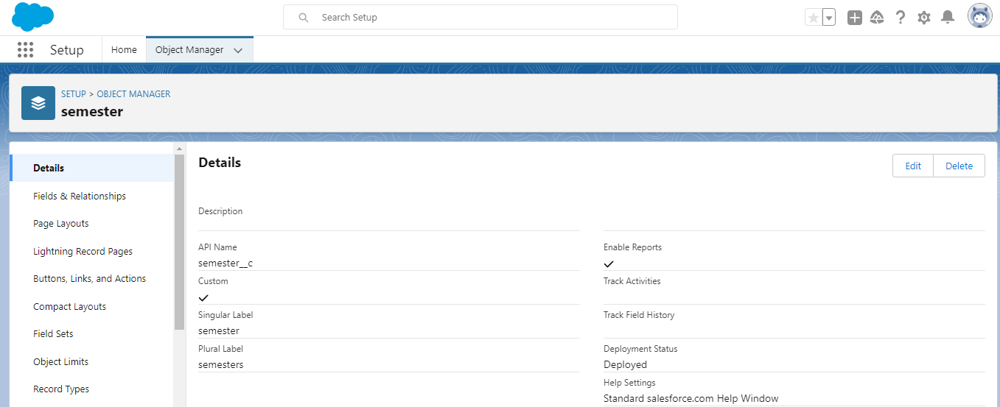 Search Setup
Setup
Home
Object Manager
SETUP > OBJECT MANAGER
semester
Details
Fields & Relationships
Page Layouts
Lightning Record Pages
Buttons, Links, and Actions
Compact Layouts
Field Sets
Object Limits
Record Types
Details
Edit
Delete
Description
API Name
semester__c
Custom
Singular Label
semester
Plural Label
semesters
Enable Reports
Track Activities
Track Field History
Deployment Status
Deployed
Help Settings
Standard salesforce.com Help Window